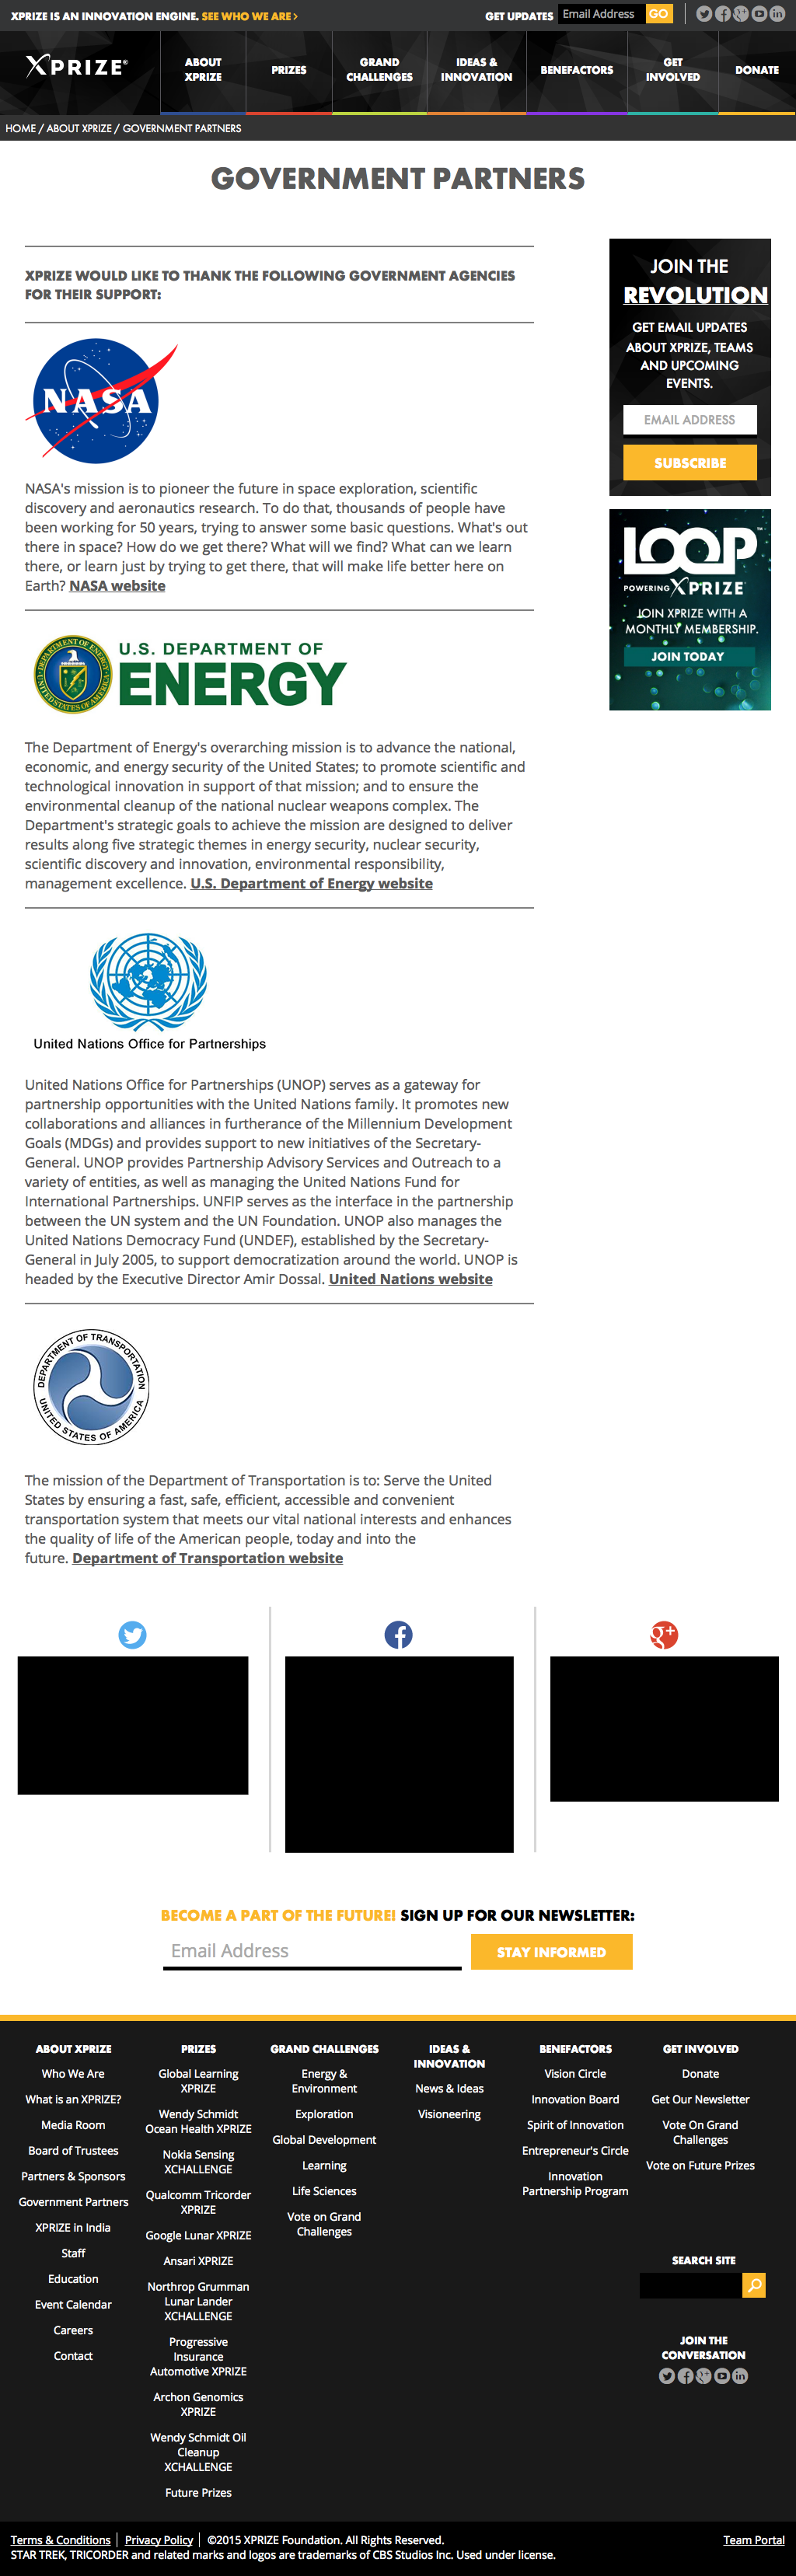 XPRIZE IS AN INNOVATION ENGINE. SEE WHO WE ARE >
GET UPDATES Email Address GO
XPRIZE®
ABOUT
XPRIZE
PRIZES
GRAND
CHALLENGES
IDEAS &
INNOVATION
BENEFACTORS
GET
INVOLVED
DONATE
HOME / ABOUT XPRIZE / GOVERNMENT PARTNERS
GOVERNMENT PARTNERS
XPRIZE WOULD LIKE TO THANK THE FOLLOWING GOVERNMENT AGENCIES
FOR THEIR SUPPORT:
NASA
NASA's mission is to pioneer the future in space exploration, scientific
discovery and aeronautics research. To do that, thousands of people have
been working for 50 years, trying to answer some basic questions. What's out
there in space? How do we get there? What will we find? What can we learn
there, or learn just by trying to get there, that will make life better here on
Earth? NASA website
DEPARTMENT OF ENERGY
UNITED STATES OF AMERICA
U.S. DEPARTMENT OF
ENERGY
The Department of Energy's overarching mission is to advance the national,
economic, and energy security of the United States; to promote scientific and
technological innovation in support of that mission; and to ensure the
environmental cleanup of the national nuclear weapons complex. The
Department's strategic goals to achieve the mission are designed to deliver
results along five strategic themes in energy security, nuclear security,
scientific discovery and innovation, environmental responsibility,
management excellence. U.S. Department of Energy website
United Nations Office for Partnerships
United Nations Office for Partnerships (UNOP) serves as a gateway for
partnership opportunities with the United Nations family. It promotes new
collaborations and alliances in furtherance of the Millennium Development
Goals (MDGs) and provides support to new initiatives of the Secretary-
General. UNOP provides Partnership Advisory Services and Outreach to a
variety of entities, as well as managing the United Nations Fund for
International Partnerships. UNFIP serves as the interface in the partnership
between the UN system and the UN Foundation. UNOP also manages the
United Nations Democracy Fund (UNDEF), established by the Secretary-
General in July 2005, to support democratization around the world. UNOP is
headed by the Executive Director Amir Dossal. United Nations website
DEPARTMENT OF TRANSPORTATION
UNITED STATES OF AMERICA
The mission of the Department of Transportation is to: Serve the United
States by ensuring a fast, safe, efficient, accessible and convenient
transportation system that meets our vital national interests and enhances
the quality of life of the American people, today and into the
future. Department of Transportation website
JOIN THE
REVOLUTION
GET EMAIL UPDATES
ABOUT XPRIZE, TEAMS
AND UPCOMING
EVENTS.
EMAIL ADDRESS
SUBSCRIBE
LOOP™
POWERING XPRIZE
JOIN XPRIZE WITH A
MONTHLY MEMBERSHIP.
JOIN TODAY
BECOME A PART OF THE FUTURE! SIGN UP FOR OUR NEWSLETTER:
Email Address
STAY INFORMED
ABOUT XPRIZE
Who We Are
What is an XPRIZE?
Media Room
Board of Trustees
Partners & Sponsors
Government Partners
XPRIZE in India
Staff
Education
Event Calendar
Careers
Contact
PRIZES
Global Learning
XPRIZE
Wendy Schmidt
Ocean Health XPRIZE
Nokia Sensing
XCHALLENGE
Qualcomm Tricorder
XPRIZE
Google Lunar XPRIZE
Ansari XPRIZE
Northrop Grumman
Lunar Lander
XCHALLENGE
Progressive
Insurance
Automotive XPRIZE
Archon Genomics
XPRIZE
Wendy Schmidt Oil
Cleanup
XCHALLENGE
Future Prizes
GRAND CHALLENGES
Energy &
Environment
Exploration
Global Development
Learning
Life Sciences
Vote on Grand
Challenges
IDEAS &
INNOVATION
News & Ideas
Visioneering
BENEFACTORS
Vision Circle
Innovation Board
Spirit of Innovation
Entrepreneur's Circle
Innovation
Partnership Program
GET INVOLVED
Donate
Get Our Newsletter
Vote On Grand
Challenges
Vote on Future Prizes
SEARCH SITE
JOIN THE
CONVERSATION
Terms & Conditions | Privacy Policy | ©2015 XPRIZE Foundation. All Rights Reserved.
Team Portal
STAR TREK, TRICORDER and related marks and logos are trademarks of CBS Studios Inc. Used under license.